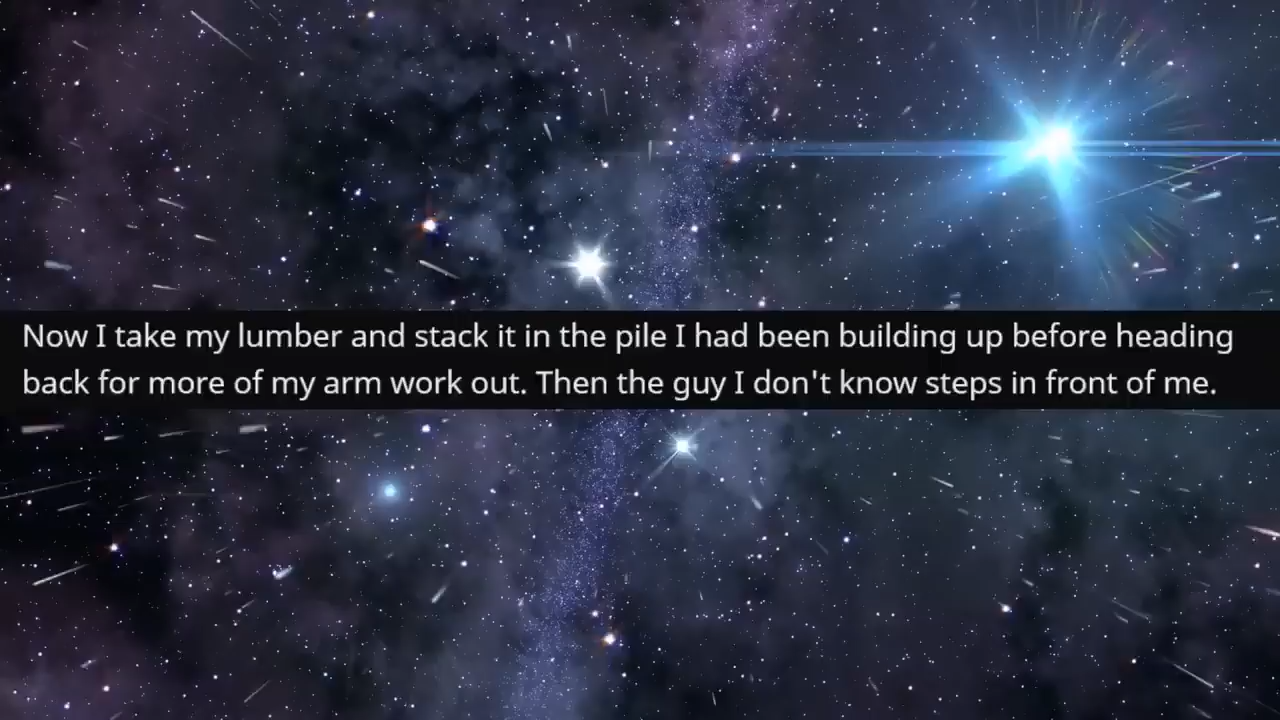 Now I take my lumber and stack it in the pile I had been building up before heading
back for more of my arm work out. Then the guy I don't know steps in front of me.